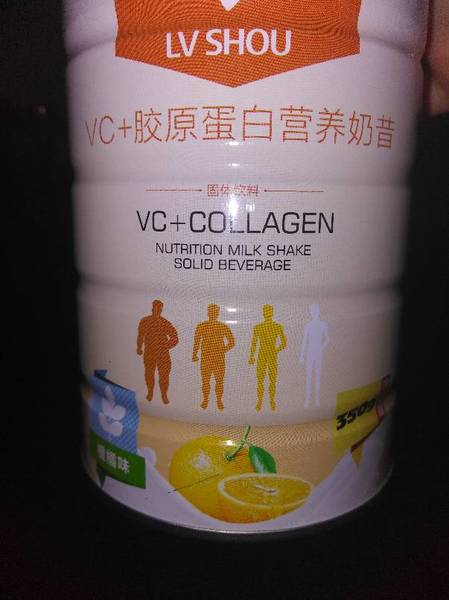 LV SHOU
VC+胶原蛋白营养奶昔
固体饮料
VC+COLLAGEN
NUTRITION MILK SHAKE
SOLID BEVERAGE
350g
香橙味